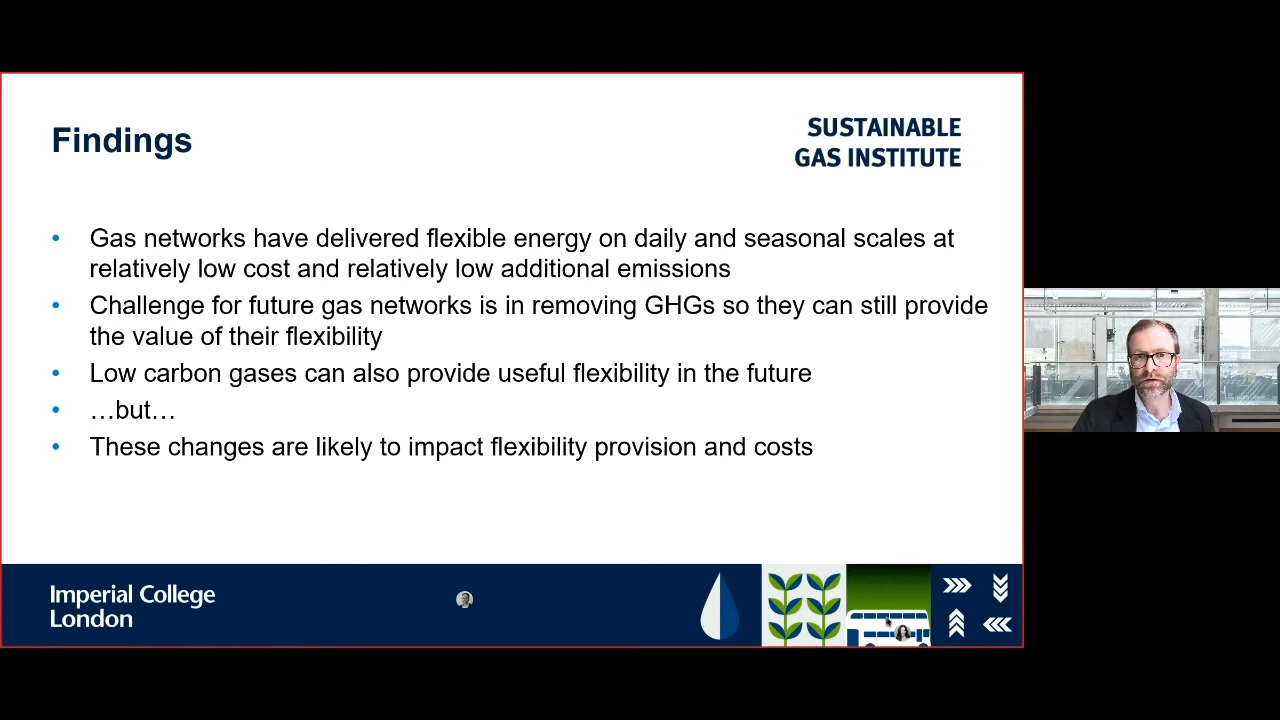 Findings
SUSTAINABLE
GAS INSTITUTE
• Gas networks have delivered flexible energy on daily and seasonal scales at
relatively low cost and relatively low additional emissions
• Challenge for future gas networks is in removing GHGs so they can still provide
the value of their flexibility
• Low carbon gases can also provide useful flexibility in the future
• …but…
• These changes are likely to impact flexibility provision and costs
Imperial College
London